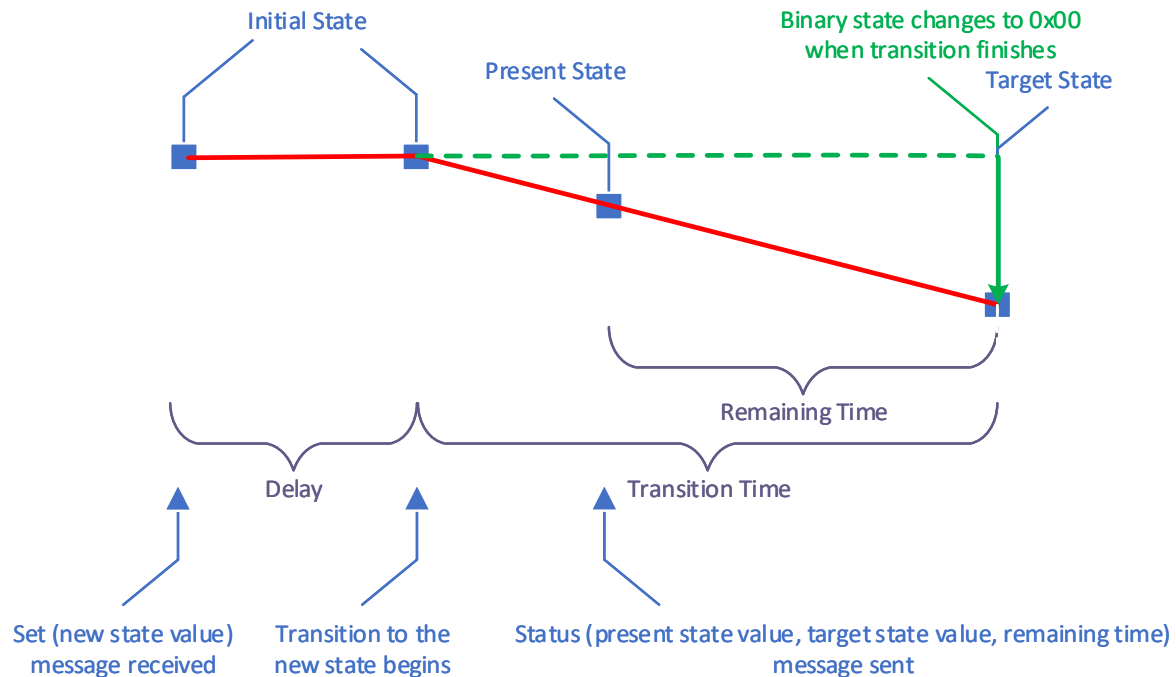 Initial State
Binary state changes to 0x00
when transition finishes
Present State
Target State
Remaining Time
Delay
Transition Time
Set (new state value)
message received
Transition to the
new state begins
Status (present state value, target state value, remaining time)
message sent